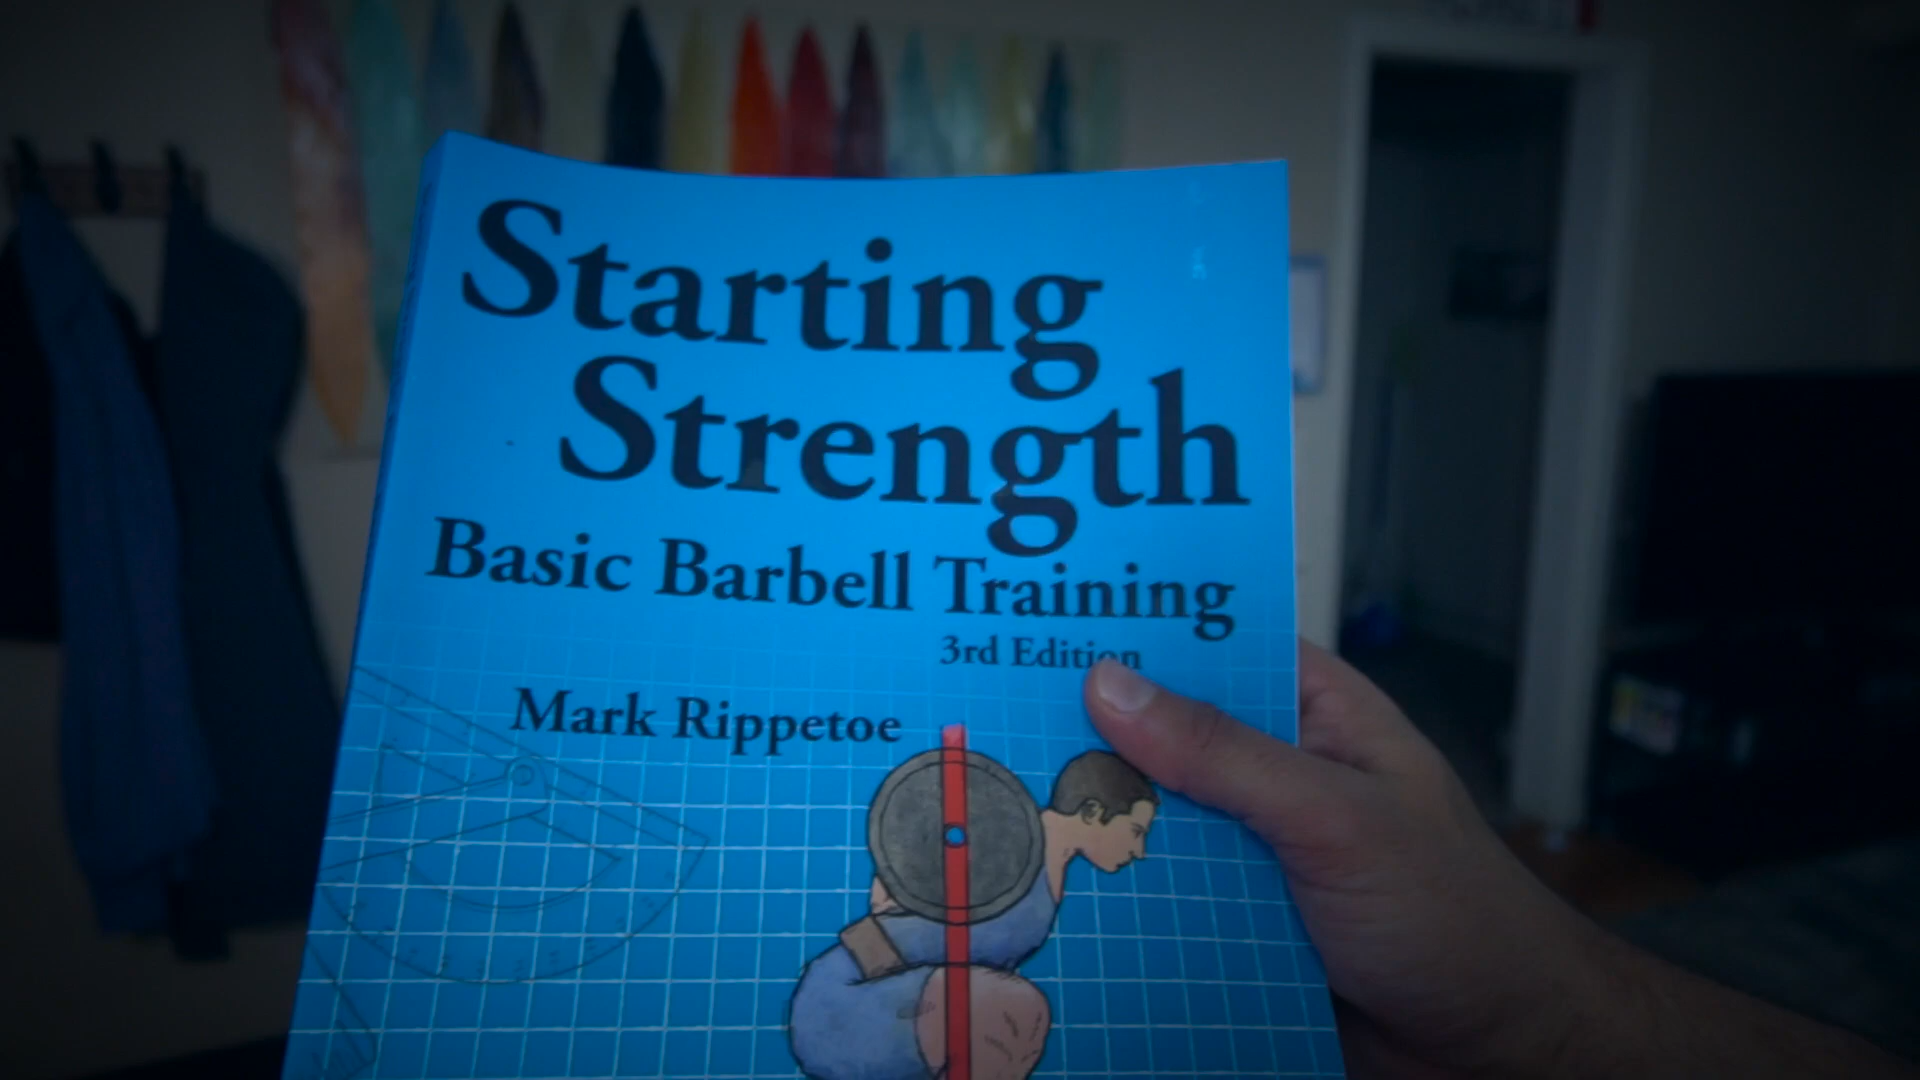 Starting
Strength
Basic Barbell Training
3rd Edition
Mark Rippetoe